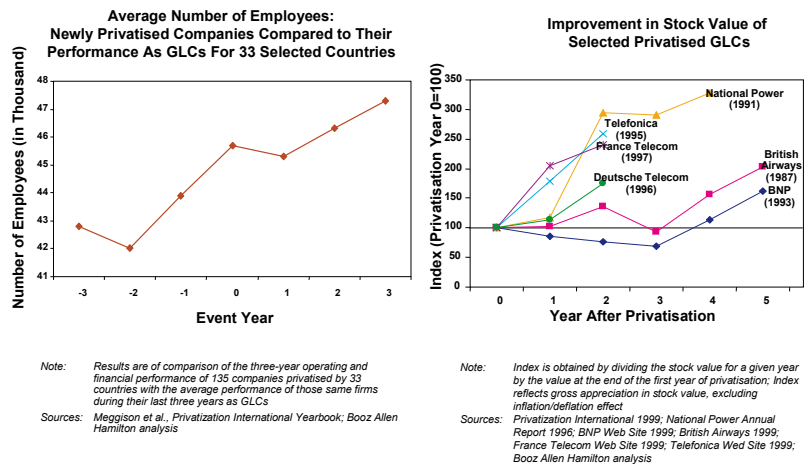 Average Number of Employees:
Newly Privatised Companies Compared to Their
Performance As GLCs For 33 Selected Countries
Number of Employees (in Thousand)
48
47
46
45
44
43
42
41
-3 -2 -1 0 1 2 3
Event Year
Note: Results are of comparison of the three-year operating and
financial performance of 135 companies privatised by 33
countries with the average performance of those same firms
during their last three years as GLCs
Sources: Meggison et al., Privatization International Yearbook; Booz Allen
Hamilton analysis
Improvement in Stock Value of
Selected Privatised GLCs
Index (Privatisation Year 0=100)
350
300
250
200
150
100
50
0
National Power
(1991)
Telefonica
(1995)
France Telecom
(1997)
Deutsche Telecom
(1996)
British
Airways
(1987)
BNP
(1993)
0 1 2 3 4 5
Year After Privatisation
Note: Index is obtained by dividing the stock value for a given year
by the value at the end of the first year of privatisation; Index
reflects gross appreciation in stock value, excluding
inflation/deflation effect
Sources: Privatization International 1999; National Power Annual
Report 1996; BNP Web Site 1999; British Airways 1999;
France Telecom Web Site 1999; Telefonica Wed Site 1999;
Booz Allen Hamilton analysis